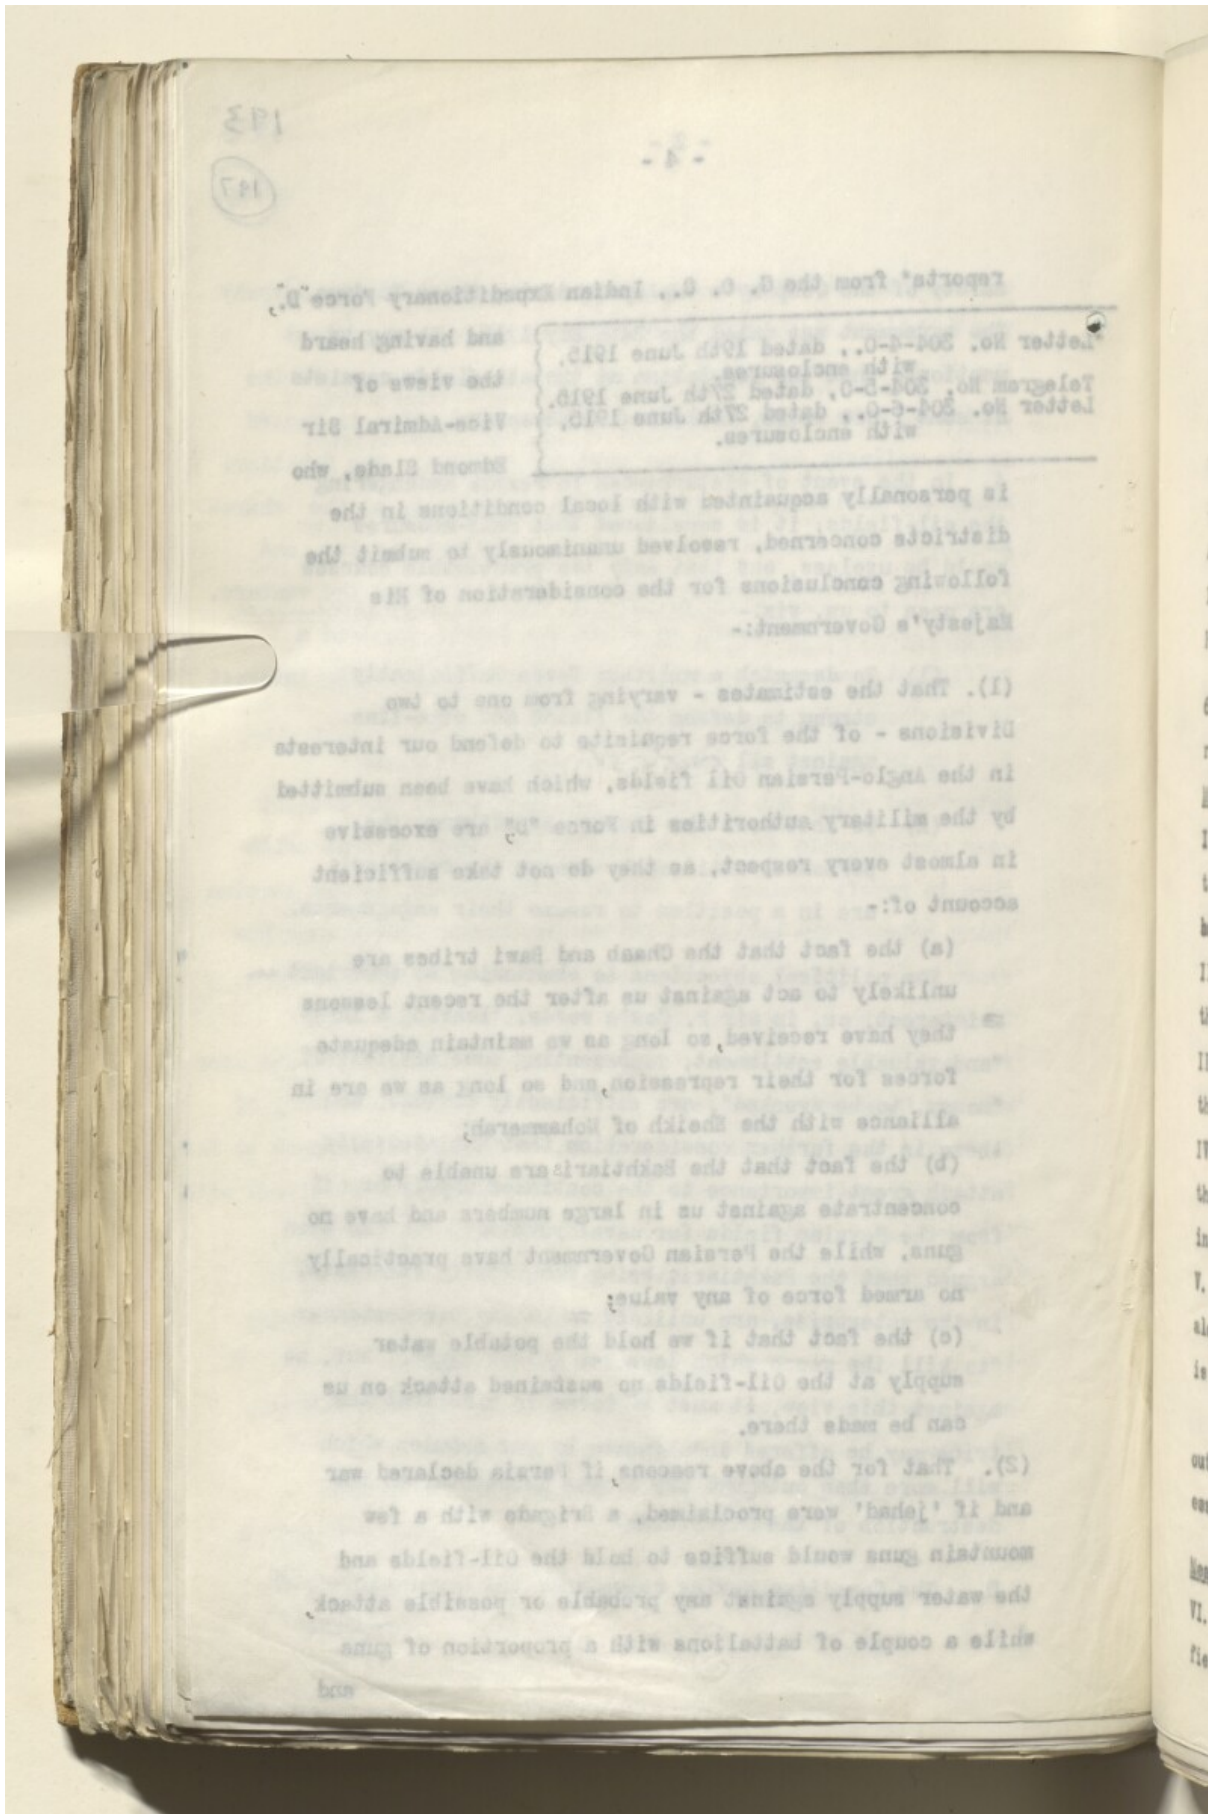 193
197
- 4 -
reports* from the G. O. C., Indian Expeditionary Force "D",
*Letter No. 304-4-O., dated 19th June 1915, with enclosures.
Telegram No. 304-5-O, dated 27th June 1915.
Letter No. 304-6-O., dated 27th June 1915, with enclosures.
and having heard
the views of
Vice-Admiral Sir
Edmond Slade, who
is personally acquainted with local conditions in the
districts concerned, resolved unanimously to submit the
following conclusions for the consideration of His
Majesty's Government:-
(1). That the estimates - varying from one to two
Divisions - of the force requisite to defend our interests
in the Anglo-Persian Oil fields, which have been submitted
by the military authorities in Force "D", are excessive
in almost every respect, as they do not take sufficient
account of:-
(a) the fact that the Chaab and Bawi tribes are
unlikely to act against us after the recent lessons
they have received, so long as we maintain adequate
forces for their repression, and so long as we are in
alliance with the Sheikh of Mohammerah;
(b) the fact that the Bakhtiaris are unable to
concentrate against us in large numbers and have no
guns, while the Persian Government have practically
no armed force of any value;
(c) the fact that if we hold the potable water
supply at the Oil-fields no sustained attack on us
can be made there.
(2). That for the above reasons, if Persia declared war
and if 'jehad' were proclaimed, a Brigade with a few
mountain guns would suffice to hold the Oil-fields and
the water supply against any probable or possible attack,
while a couple of battalions with a proportion of guns
and